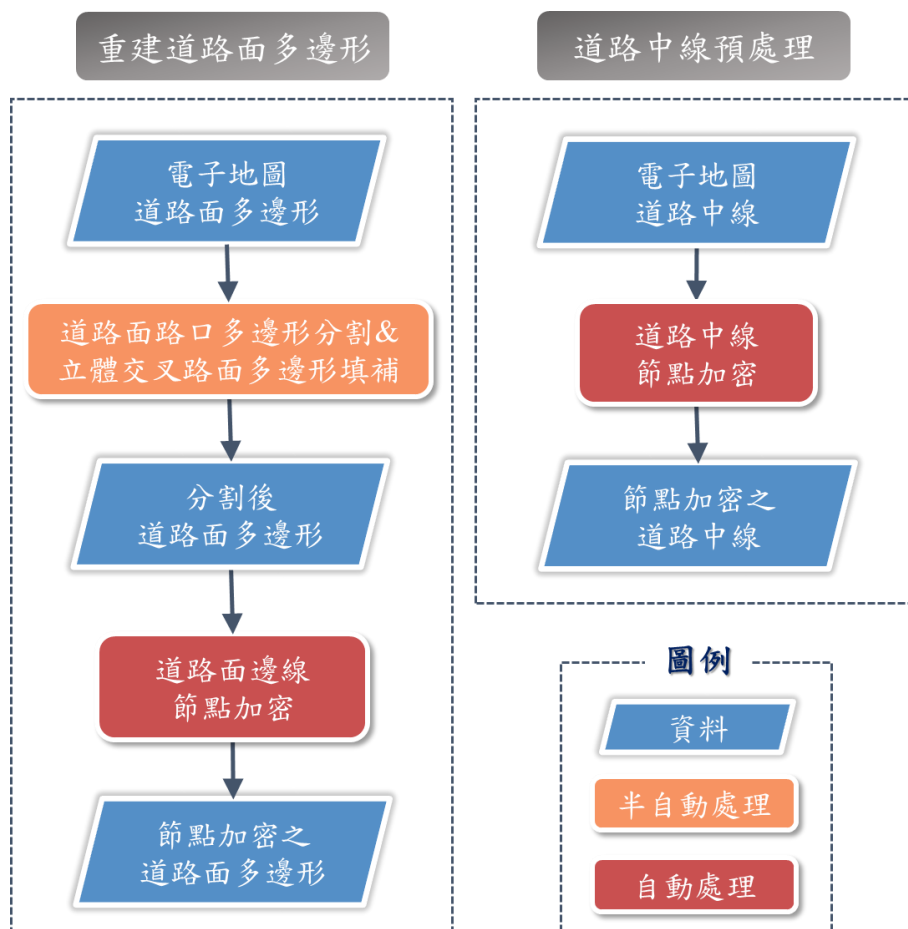 重建道路面多邊形
電子地圖
道路面多邊形
道路面路口多邊形分割&
立體交叉路面多邊形填補
分割後
道路面多邊形
道路面邊線
節點加密
節點加密之
道路面多邊形
道路中線預處理
電子地圖
道路中線
道路中線
節點加密
節點加密之
道路中線
圖例
資料
半自動處理
自動處理